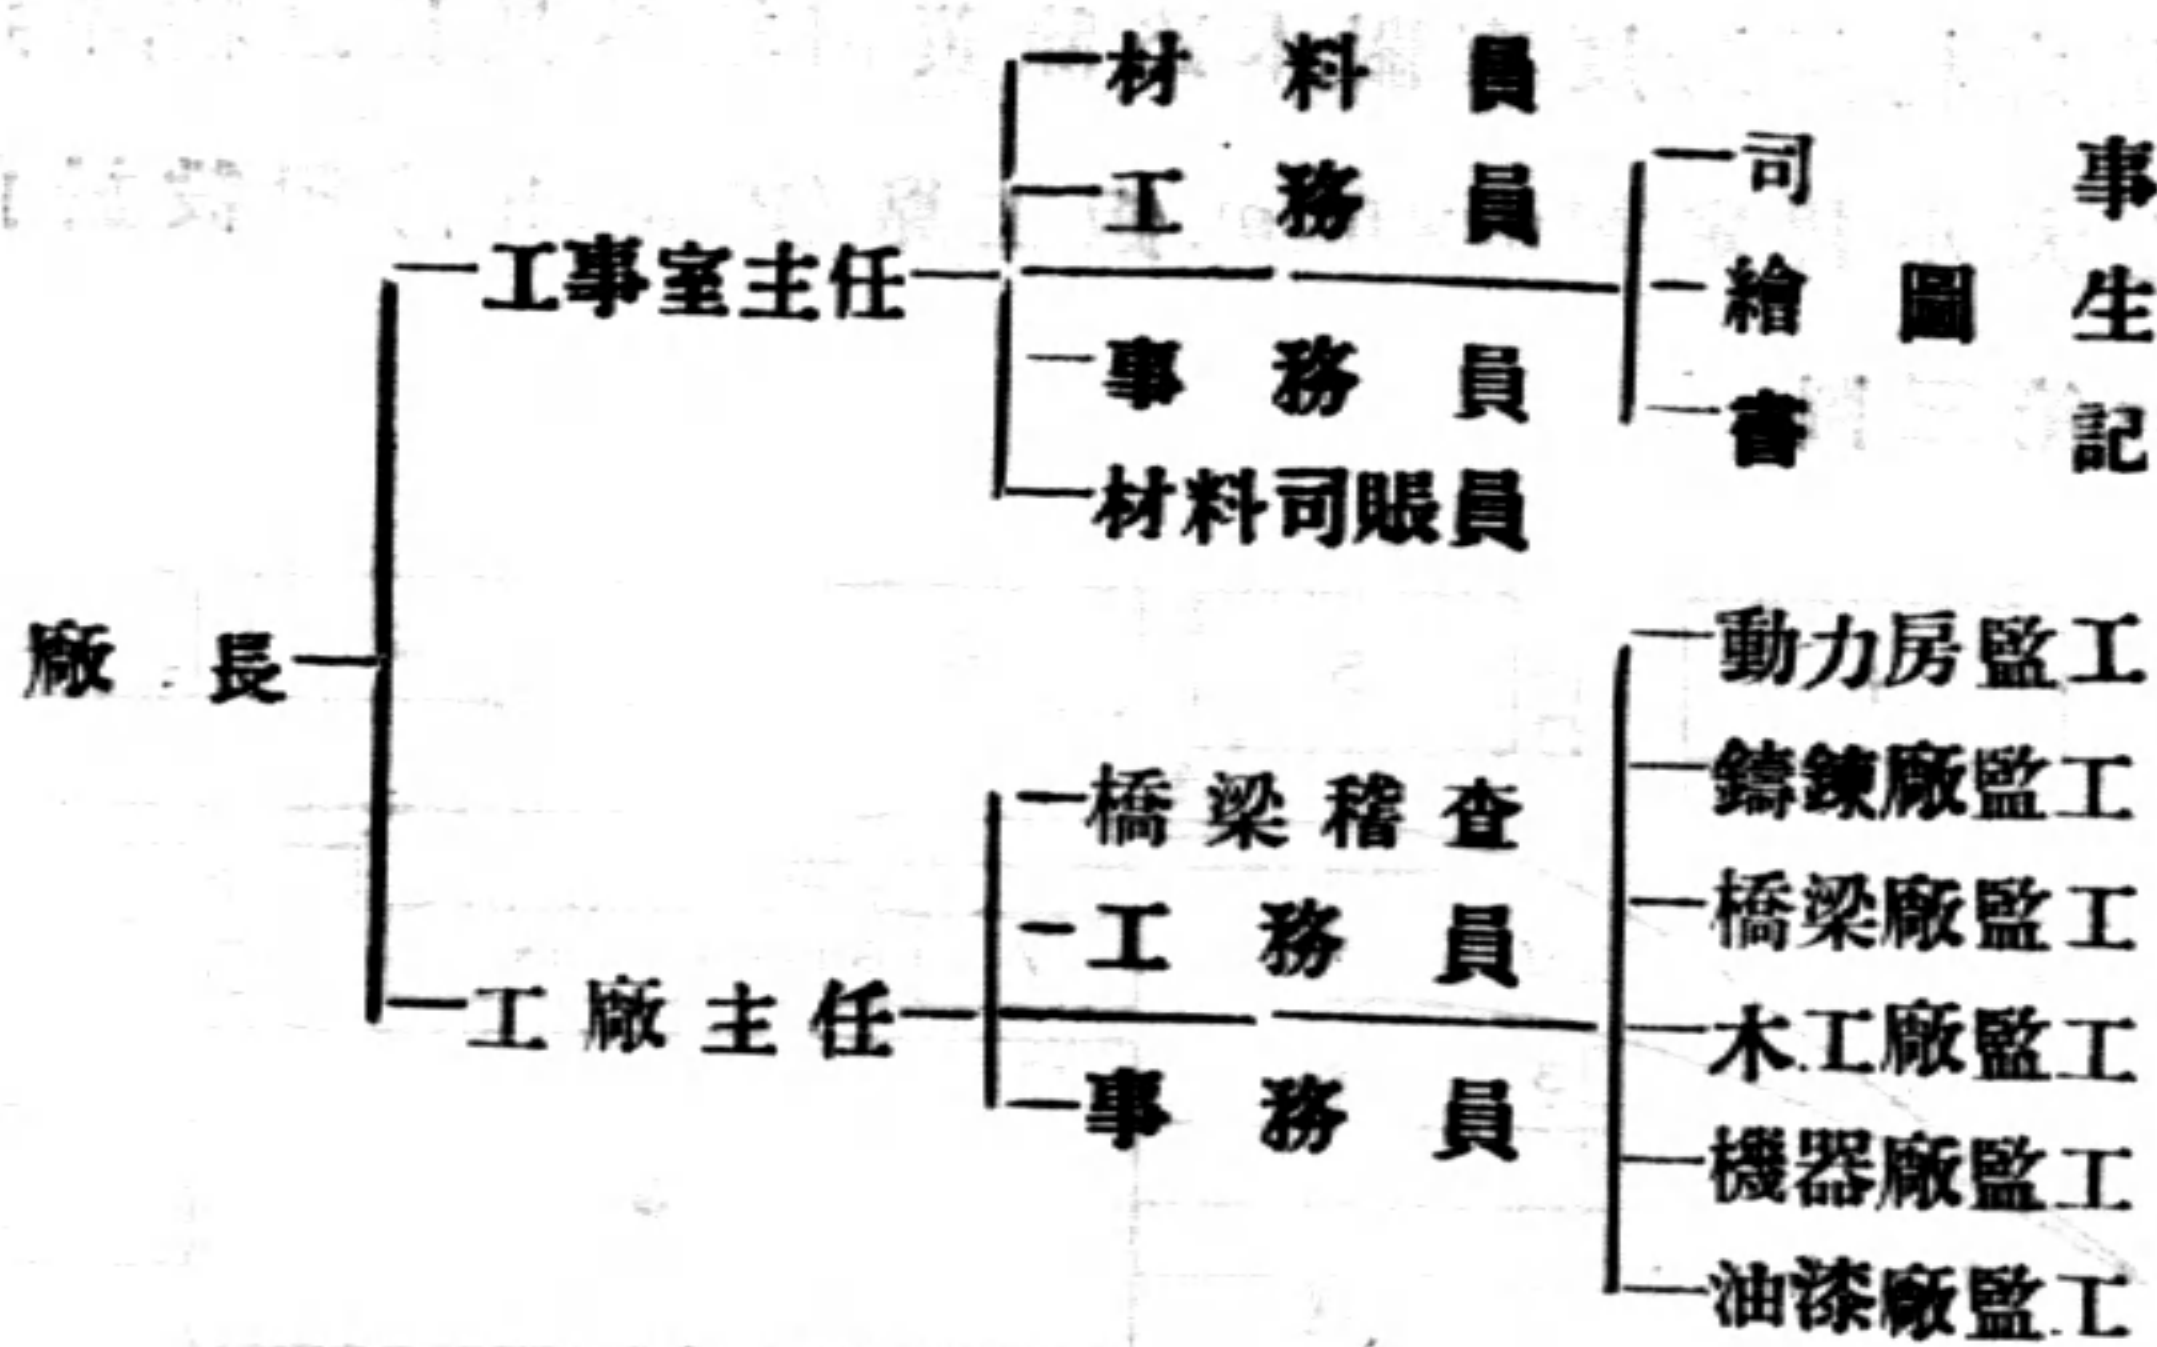 廠長
工事室主任
材料員
工務員
事務員
材料司賬員
司事
繪圖生
書記
工廠主任
橋梁稽查
工務員
事務員
動力房監工
鑄鍊廠監工
橋梁廠監工
木工廠監工
機器廠監工
油漆廠監工